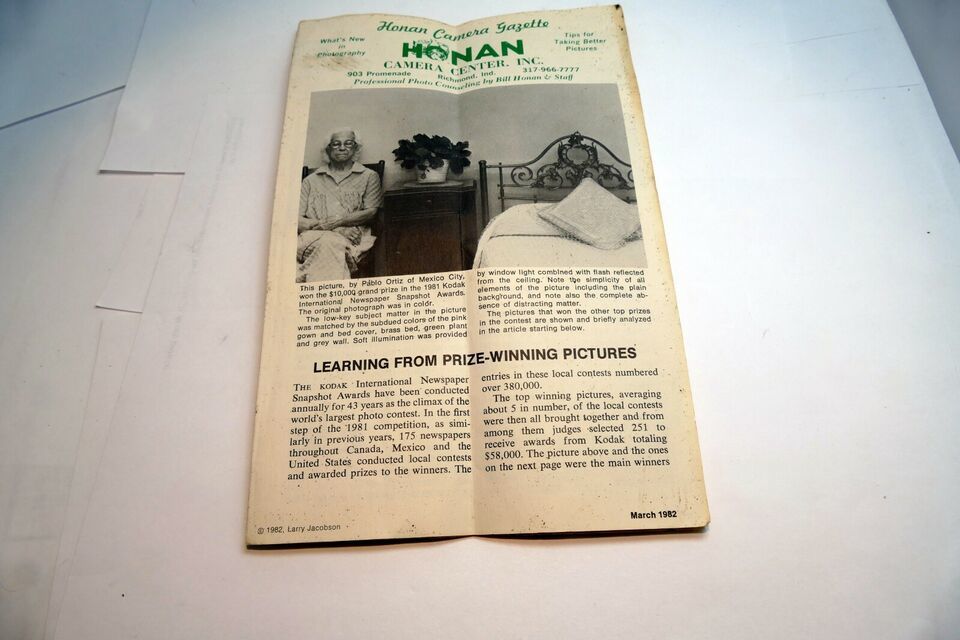 Honan Camera Gazette
What's New
in
Photography
Tips for
Taking Better
Pictures
HONAN
CAMERA CENTER, INC.
903 Promenade Richmond, Ind. 317-966-7777
Professional Photo Counseling by Bill Honan & Staff
This picture, by Pablo Ortiz of Mexico City,
won the $10,000 grand prize in the 1981 Kodak
International Newspaper Snapshot Awards.
The original photograph was in color.
The low-key subject matter in the picture
was matched by the subdued colors of the pink
gown and bed cover, brass bed, green plant
and grey wall. Soft illumination was provided
by window light combined with flash reflected
from the ceiling. Note the simplicity of all
elements of the picture including the plain
background, and note also the complete ab-
sence of distracting matter.
The pictures that won the other top prizes
in the contest are shown and briefly analyzed
in the article starting below.
LEARNING FROM PRIZE-WINNING PICTURES
THE KODAK International Newspaper
Snapshot Awards have been conducted
annually for 43 years as the climax of the
world's largest photo contest. In the first
step of the 1981 competition, as simi-
larly in previous years, 175 newspapers
throughout Canada, Mexico and the
United States conducted local contests
and awarded prizes to the winners. The
entries in these local contests numbered
over 380,000.
The top winning pictures, averaging
about 5 in number, of the local contests
were then all brought together and from
among them judges selected 251 to
receive awards from Kodak totaling
$58,000. The picture above and the ones
on the next page were the main winners
© 1982, Larry Jacobson
March 1982